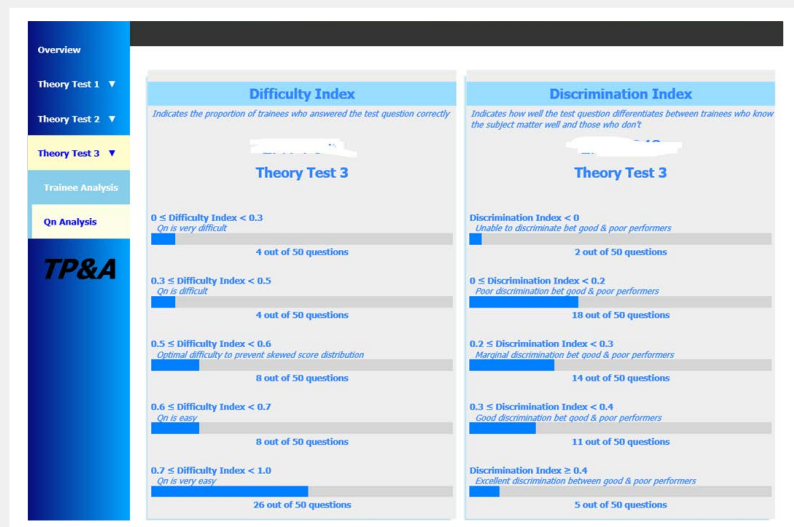 Overview
Theory Test 1 ▼
Theory Test 2 ▼
Theory Test 3 ▼
Trainee Analysis
Qn Analysis
TP&A
Difficulty Index
Indicates the proportion of trainees who answered the test question correctly
Theory Test 3
0 ≤ Difficulty Index < 0.3
Qn is very difficult
4 out of 50 questions
0.3 ≤ Difficulty Index < 0.5
Qn is difficult
4 out of 50 questions
0.5 ≤ Difficulty Index < 0.6
Optimal difficulty to prevent skewed score distribution
8 out of 50 questions
0.6 ≤ Difficulty Index < 0.7
Qn is easy
8 out of 50 questions
0.7 ≤ Difficulty Index < 1.0
Qn is very easy
26 out of 50 questions
Discrimination Index
Indicates how well the test question differentiates between trainees who know
the subject matter well and those who don't
Theory Test 3
Discrimination Index < 0
Unable to discriminate bet good & poor performers
2 out of 50 questions
0 ≤ Discrimination Index < 0.2
Poor discrimination bet good & poor performers
18 out of 50 questions
0.2 ≤ Discrimination Index < 0.3
Marginal discrimination bet good & poor performers
14 out of 50 questions
0.3 ≤ Discrimination Index < 0.4
Good discrimination bet good & poor performers
11 out of 50 questions
Discrimination Index ≥ 0.4
Excellent discrimination between good & poor performers
5 out of 50 questions